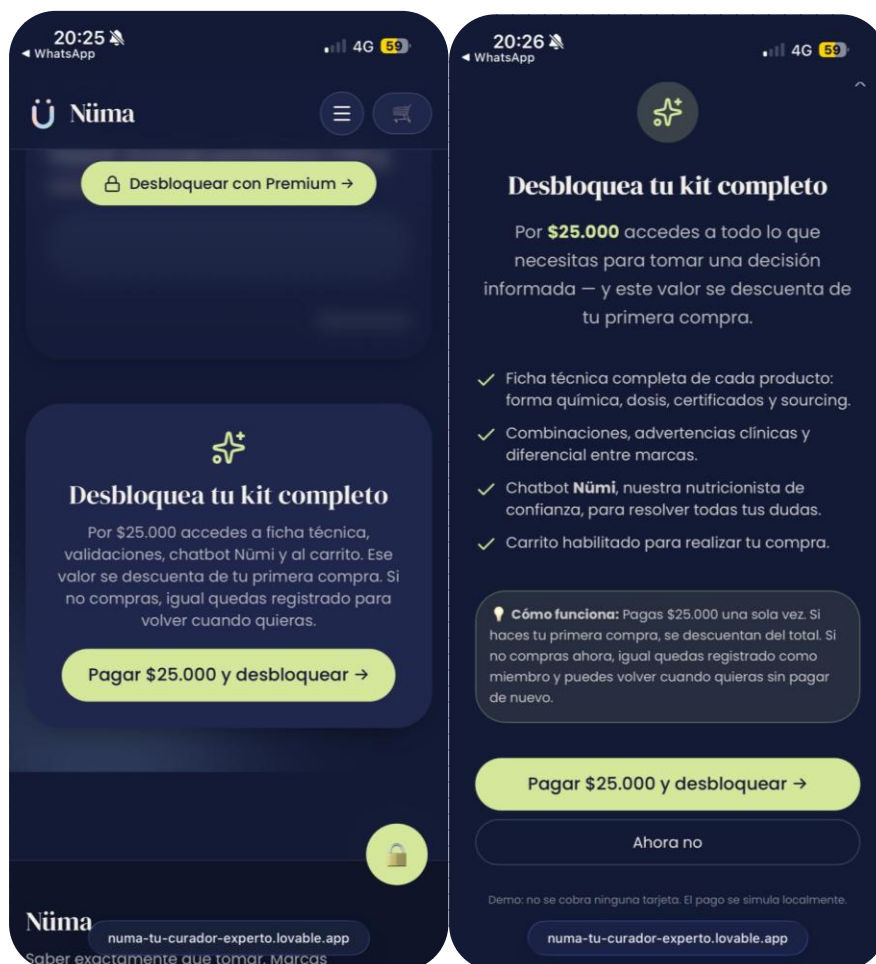 20:25
◄ WhatsApp
4G 59
Nüma
Desbloquear con Premium →
Desbloquea tu kit completo
Por $25.000 accedes a ficha técnica,
validaciones, chatbot Nümi y al carrito. Ese
valor se descuenta de tu primera compra. Si
no compras, igual quedas registrado para
volver cuando quieras.
Pagar $25.000 y desbloquear →
Nüma
numa-tu-curador-experto.lovable.app
Saber exactamente qué tomar. Marcas
20:26
◄ WhatsApp
4G 59
Desbloquea tu kit completo
Por $25.000 accedes a todo lo que
necesitas para tomar una decisión
informada — y este valor se descuenta de
tu primera compra.
Ficha técnica completa de cada producto:
forma química, dosis, certificados y sourcing.
Combinaciones, advertencias clínicas y
diferencial entre marcas.
Chatbot Nümi, nuestra nutricionista de
confianza, para resolver todas tus dudas.
Carrito habilitado para realizar tu compra.
Cómo funciona: Pagas $25.000 una sola vez. Si
haces tu primera compra, se descuentan del total. Si
no compras ahora, igual quedas registrado como
miembro y puedes volver cuando quieras sin pagar
de nuevo.
Pagar $25.000 y desbloquear →
Ahora no
Demo: no se cobra ninguna tarjeta. El pago se simula localmente.
numa-tu-curador-experto.lovable.app